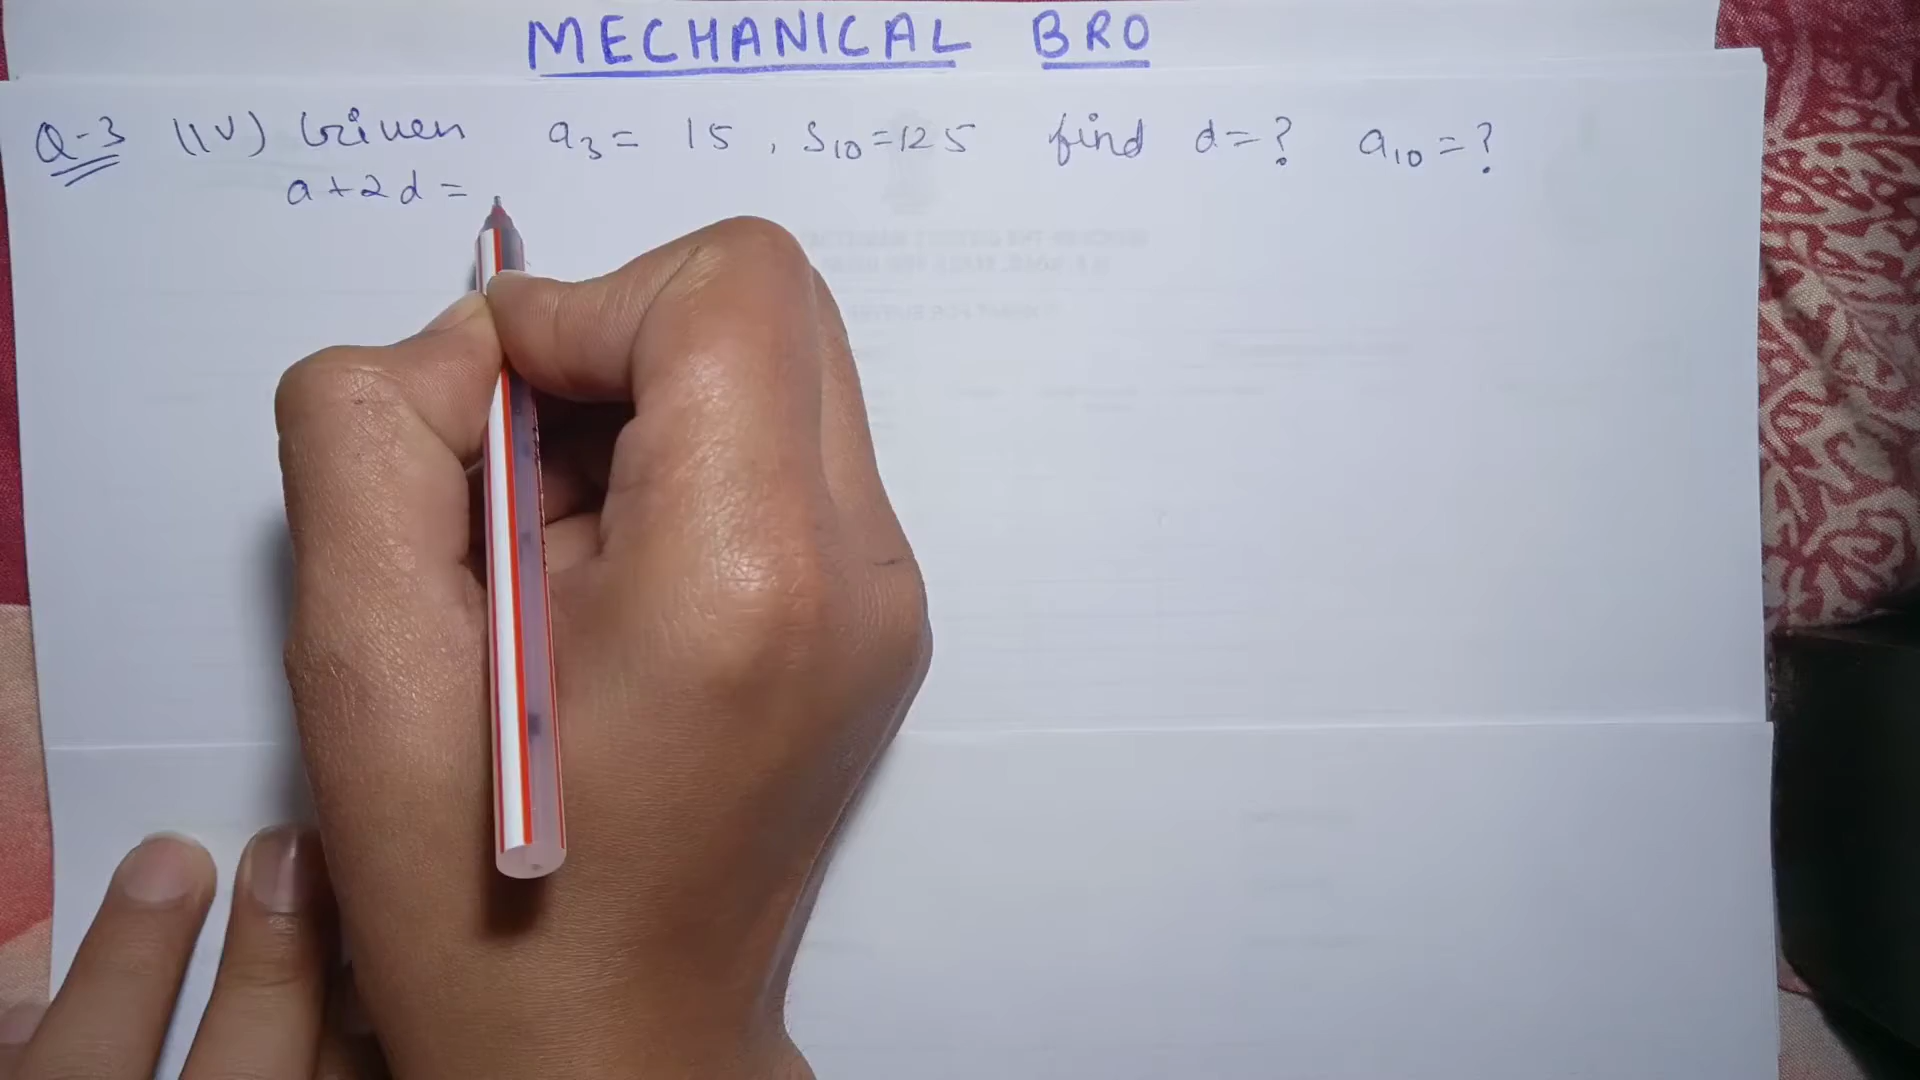 MECHANICAL BRO
Q-3 (IV) Given a₃ = 15, S₁₀ = 125 find d = ? a₁₀ = ?
a + 2d =